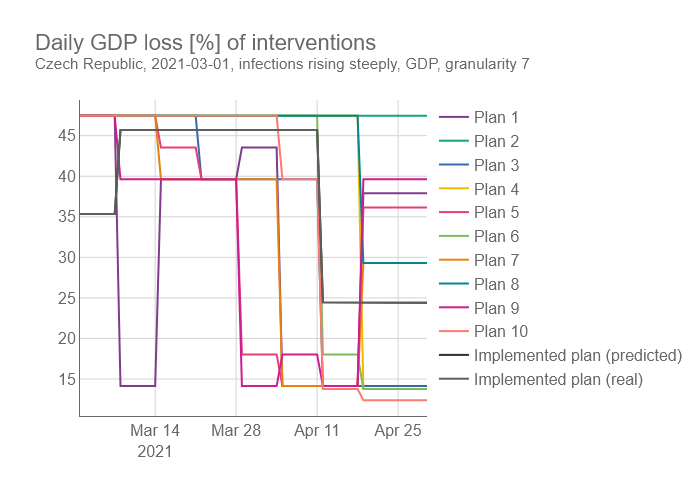 Daily GDP loss [%] of interventions
Czech Republic, 2021-03-01, infections rising steeply, GDP, granularity 7
45
40
35
30
25
20
15
Mar 14
2021
Mar 28
Apr 11
Apr 25
Plan 1
Plan 2
Plan 3
Plan 4
Plan 5
Plan 6
Plan 7
Plan 8
Plan 9
Plan 10
Implemented plan (predicted)
Implemented plan (real)